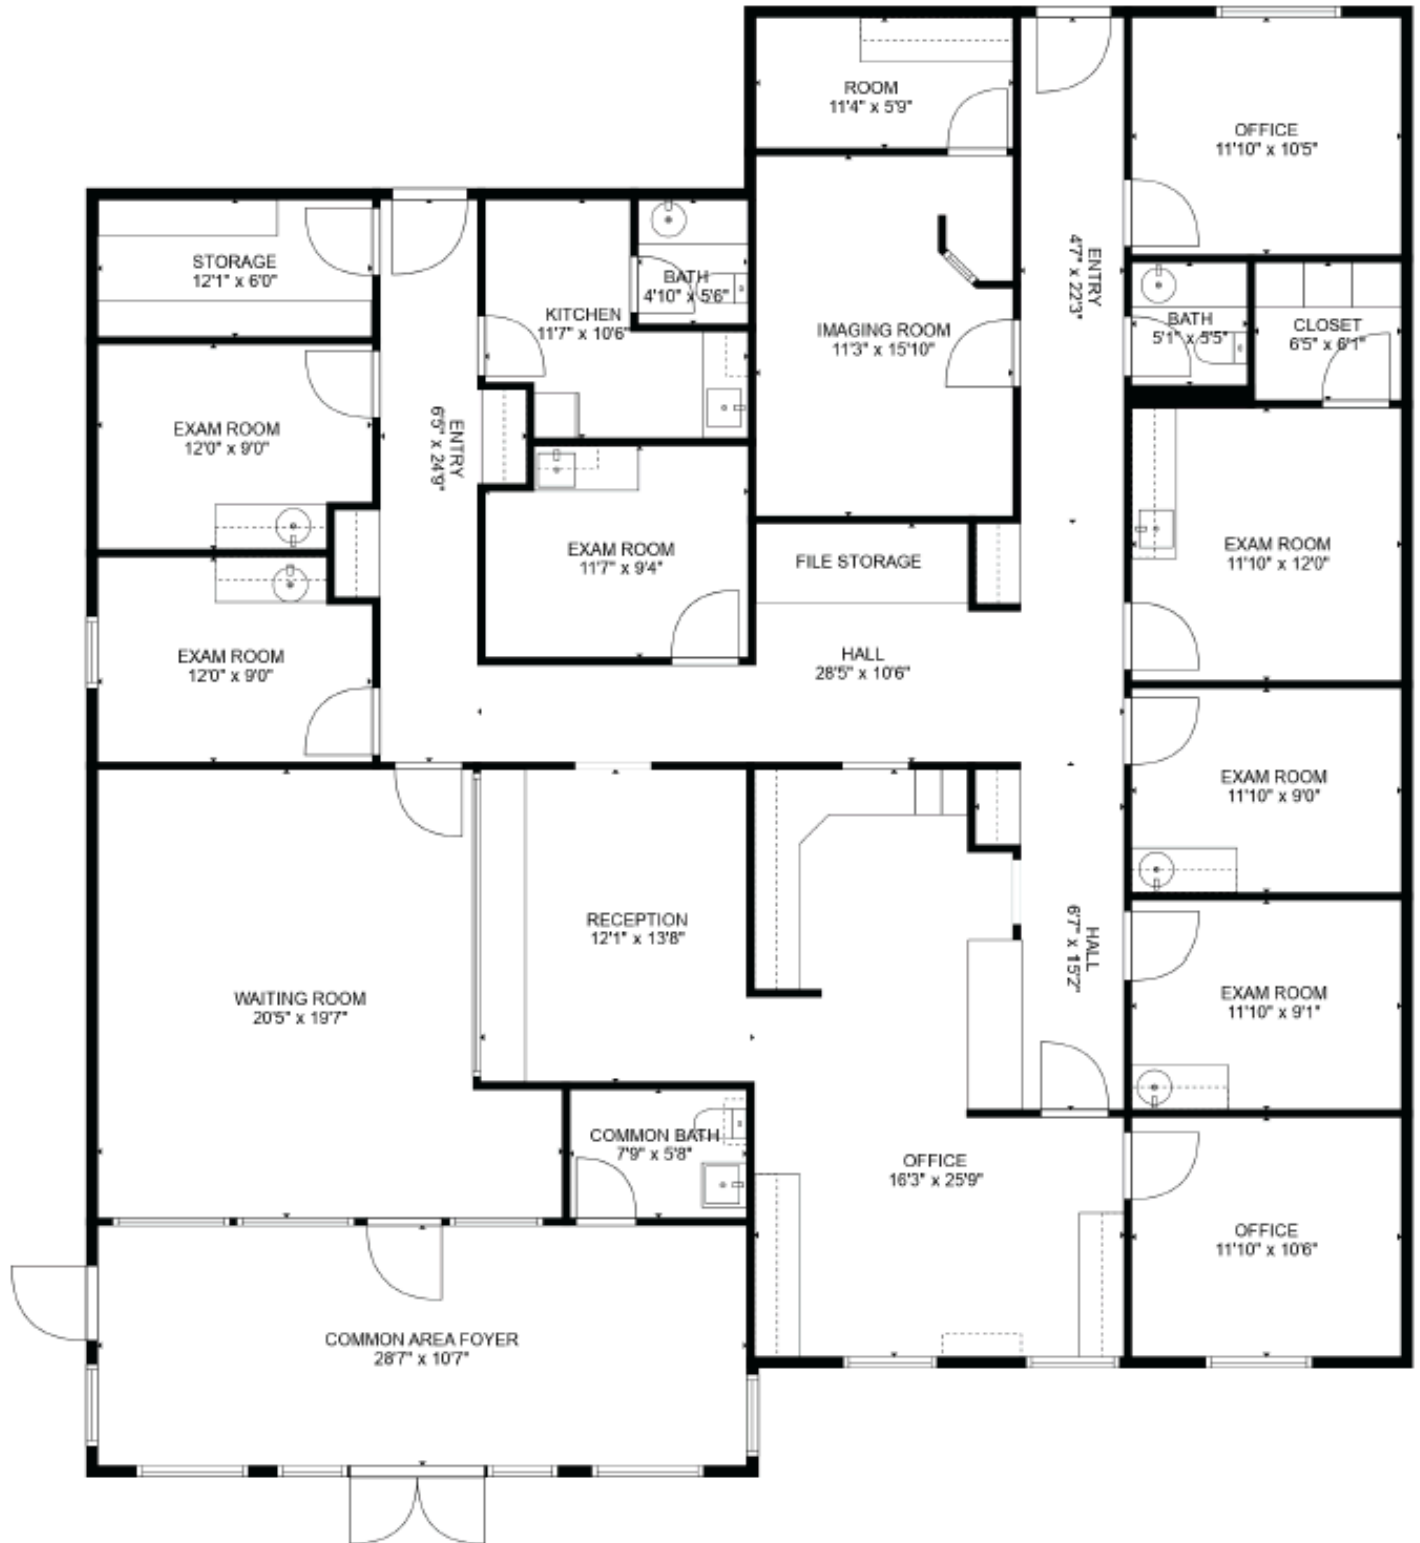 ROOM
11'4" x 5'9"
OFFICE
11'10" x 10'5"
STORAGE
12'1" x 6'0"
BATH
4'10" x 5'6"
KITCHEN
11'7" x 10'6"
IMAGING ROOM
11'3" x 15'10"
ENTRY
4'7" x 22'3"
BATH
5'1" x 5'5"
CLOSET
6'5" x 6'1"
EXAM ROOM
12'0" x 9'0"
ENTRY
6'5" x 24'9"
EXAM ROOM
11'7" x 9'4"
FILE STORAGE
EXAM ROOM
11'10" x 12'0"
EXAM ROOM
12'0" x 9'0"
HALL
28'5" x 10'6"
EXAM ROOM
11'10" x 9'0"
RECEPTION
12'1" x 13'8"
HALL
6'7" x 15'2"
WAITING ROOM
20'5" x 19'7"
EXAM ROOM
11'10" x 9'1"
COMMON BATH
7'9" x 5'8"
OFFICE
16'3" x 25'9"
OFFICE
11'10" x 10'6"
COMMON AREA FOYER
28'7" x 10'7"